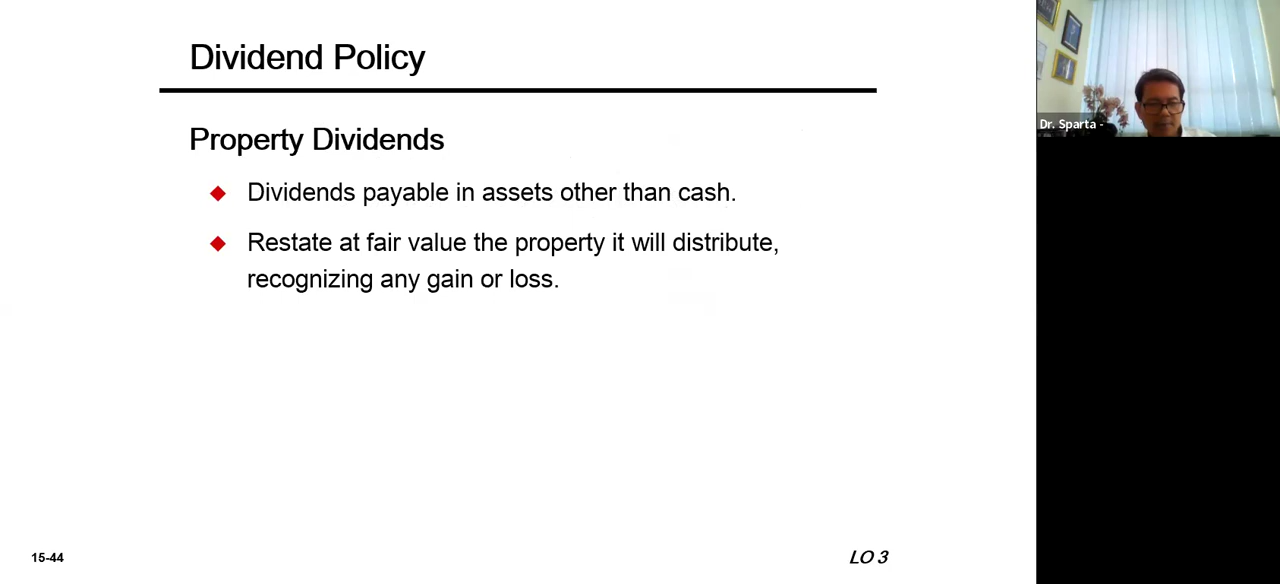 Dividend Policy
Property Dividends
Dividends payable in assets other than cash.
Restate at fair value the property it will distribute,
recognizing any gain or loss.
15-44
LO 3
Dr. Sparta -